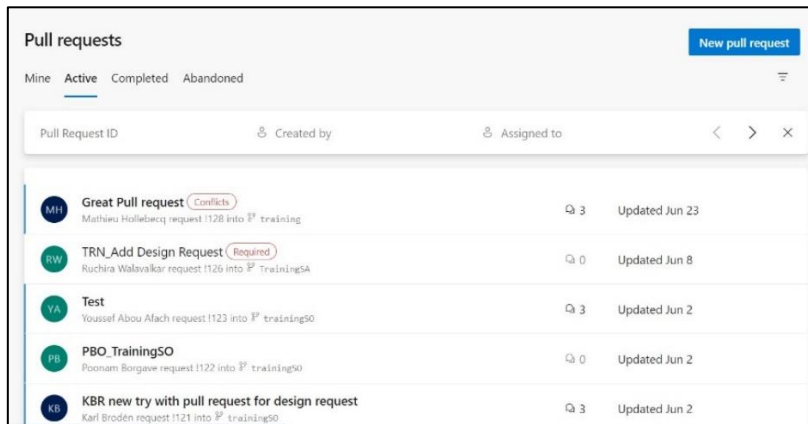 Pull requests
New pull request
Mine Active Completed Abandoned
Pull Request ID Created by Assigned to
MH Great Pull request Conflicts
Mathieu Hollebecq request !128 into training
3 Updated Jun 23
RW TRN_Add Design Request Required
Ruchira Walavalkar request !126 into TrainingSA
0 Updated Jun 8
YA Test
Youssef Abou Afach request !123 into trainingSO
3 Updated Jun 2
PB PBO_TrainingSO
Poonam Borgave request !122 into trainingSO
0 Updated Jun 2
KB KBR new try with pull request for design request
Karl Brodén request !121 into trainingSO
3 Updated Jun 2